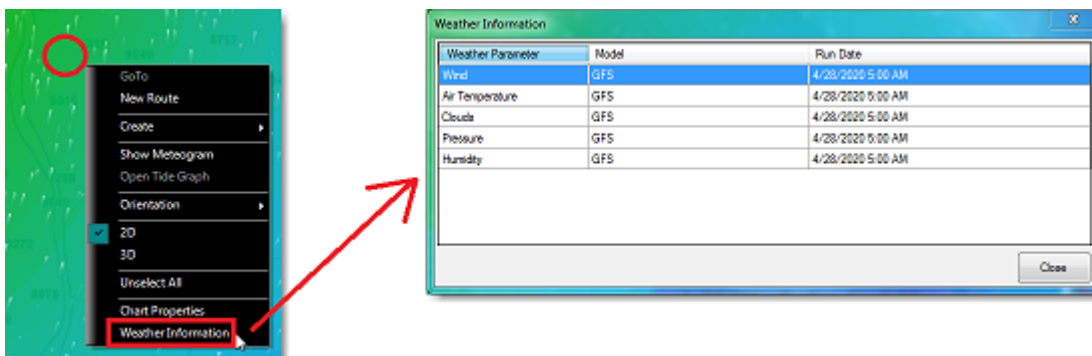 GoTo
New Route
Create
Show Meteogram
Open Tide Graph
Orientation
2D
3D
Unselect All
Chart Properties
Weather Information
Weather Information
Weather Parameter Model Run Date
Wind GFS 4/28/2020 5:00 AM
Air Temperature GFS 4/28/2020 5:00 AM
Clouds GFS 4/28/2020 5:00 AM
Pressure GFS 4/28/2020 5:00 AM
Humidity GFS 4/28/2020 5:00 AM
Close